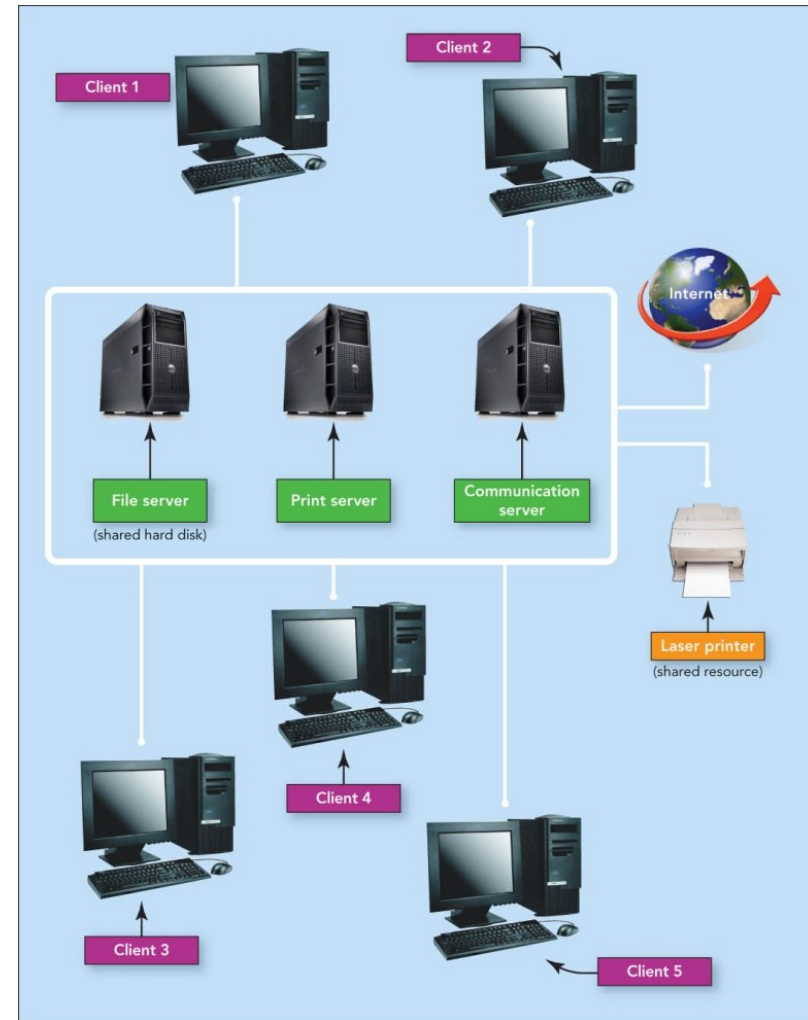 Client 1
Client 2
Internet
File server
(shared hard disk)
Print server
Communication
server
Laser printer
(shared resource)
Client 4
Client 3
Client 5